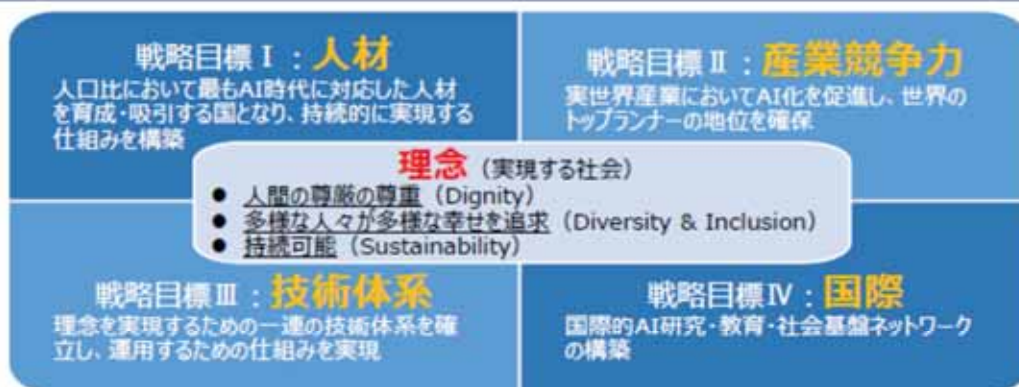 戦略目標Ⅰ：人材
人口比において最もAI時代に対応した人材
を育成・吸引する国となり、持続的に実現する
仕組みを構築
戦略目標Ⅱ：産業競争力
実世界産業においてAI化を促進し、世界の
トップランナーの地位を確保
理念（実現する社会）
● 人間の尊厳の尊重（Dignity）
● 多様な人々が多様な幸せを追求（Diversity & Inclusion）
● 持続可能（Sustainability）
戦略目標Ⅲ：技術体系
理念を実現するための一連の技術体系を確
立し、運用するための仕組みを実現
戦略目標Ⅳ：国際
国際的AI研究・教育・社会基盤ネットワーク
の構築